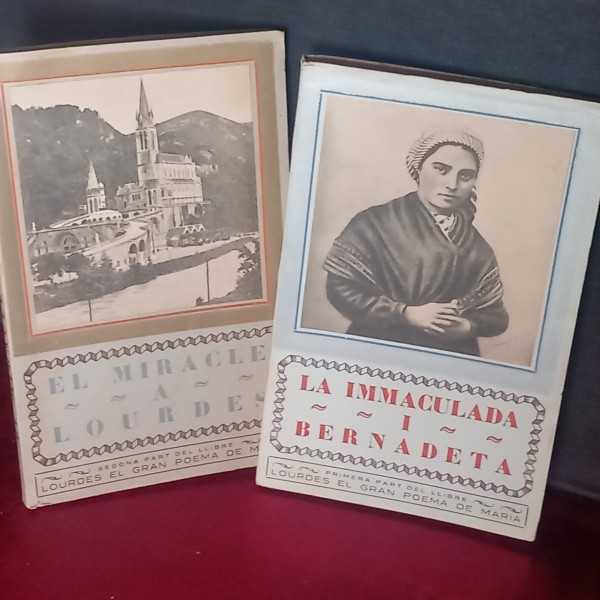 EL MIRACLE
~ ~ A ~ ~
LOURDES
SEGONA PART DEL LLIBRE
LOURDES EL GRAN POEMA DE
LA IMMACULADA
~ ~ I ~ ~
BERNADETA
PRIMERA PART DEL LLIBRE
LOURDES EL GRAN POEMA DE MARIA